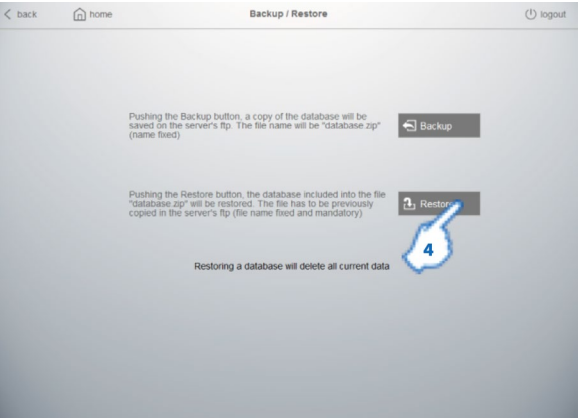 back home Backup / Restore logout
Pushing the Backup button, a copy of the database will be
saved on the server's ftp. The file name will be "database.zip"
(name fixed)
Backup
Pushing the Restore button, the database included into the file
"database.zip" will be restored. The file has to be previously
copied in the server's ftp (file name fixed and mandatory)
Restore
4
Restoring a database will delete all current data